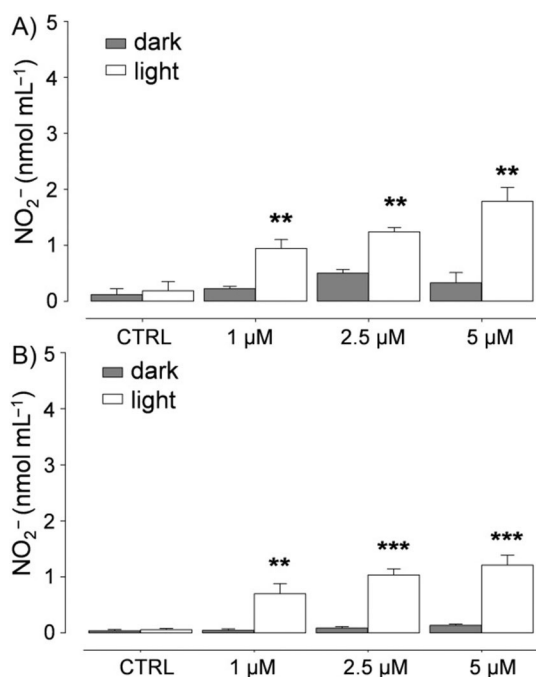 A)
dark
light
NO₂⁻ (nmol mL⁻¹)
5
4
3
2
1
0
**
**
**
CTRL
1 µM
2.5 µM
5 µM
B)
dark
light
NO₂⁻ (nmol mL⁻¹)
5
4
3
2
1
0
**
***
***
CTRL
1 µM
2.5 µM
5 µM